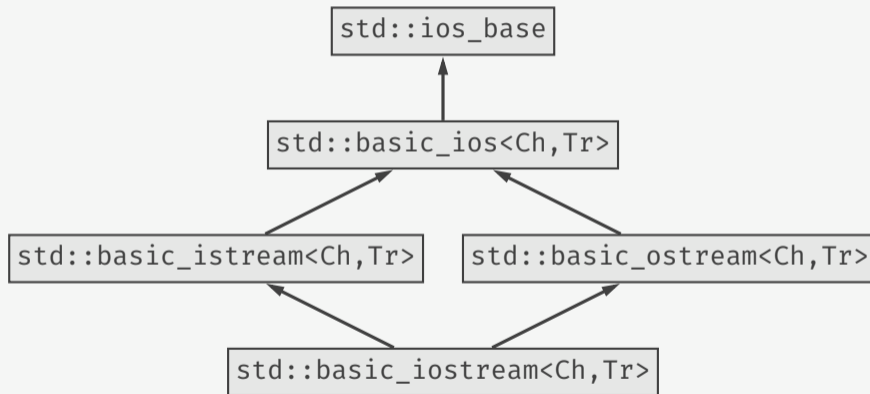 std::ios_base
std::basic_ios<Ch,Tr>
std::basic_istream<Ch,Tr>
std::basic_ostream<Ch,Tr>
std::basic_iostream<Ch,Tr>